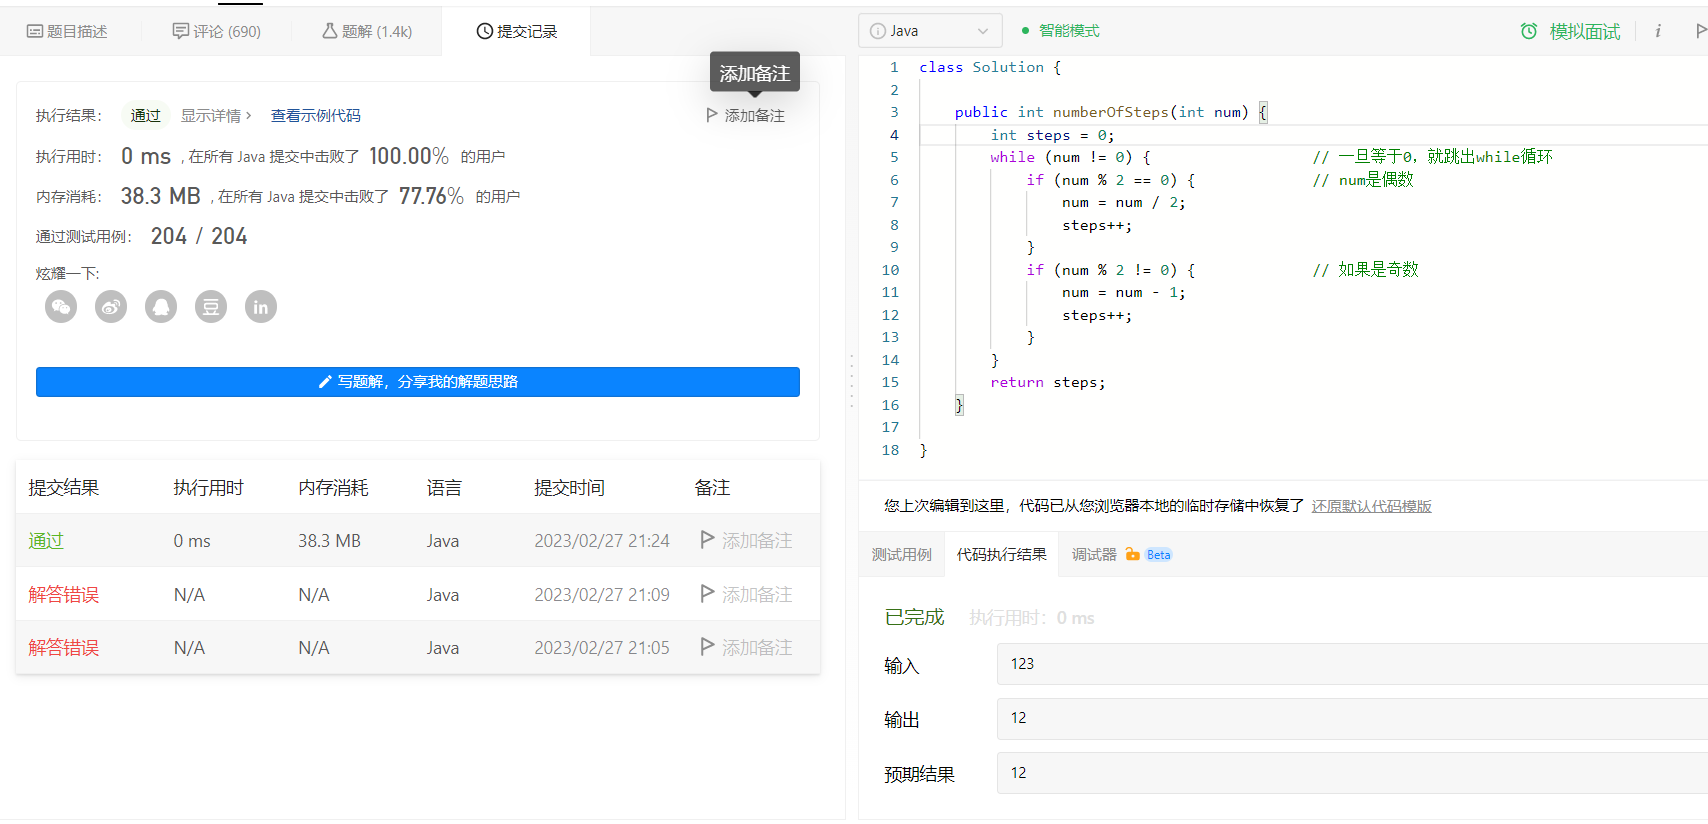 题目描述
评论 (690)
题解 (1.4k)
提交记录
添加备注
执行结果：
通过
显示详情 ›
查看示例代码
添加备注
执行用时： 0 ms , 在所有 Java 提交中击败了 100.00% 的用户
内存消耗： 38.3 MB , 在所有 Java 提交中击败了 77.76% 的用户
通过测试用例： 204 / 204
炫耀一下:
写题解，分享我的解题思路
提交结果 执行用时 内存消耗 语言 提交时间 备注
通过 0 ms 38.3 MB Java 2023/02/27 21:24 添加备注
解答错误 N/A N/A Java 2023/02/27 21:09 添加备注
解答错误 N/A N/A Java 2023/02/27 21:05 添加备注
Java
智能模式
模拟面试
i
1 class Solution {
2
3 public int numberOfSteps(int num) {
4 int steps = 0;
5 while (num != 0) { // 一旦等于0，就跳出while循环
6 if (num % 2 == 0) { // num是偶数
7 num = num / 2;
8 steps++;
9 }
10 if (num % 2 != 0) { // 如果是奇数
11 num = num - 1;
12 steps++;
13 }
14 }
15 return steps;
16 }
17
18 }
您上次编辑到这里，代码已从您浏览器本地的临时存储中恢复了 还原默认代码模版
测试用例
代码执行结果
调试器 Beta
已完成 执行用时：0 ms
输入 123
输出 12
预期结果 12